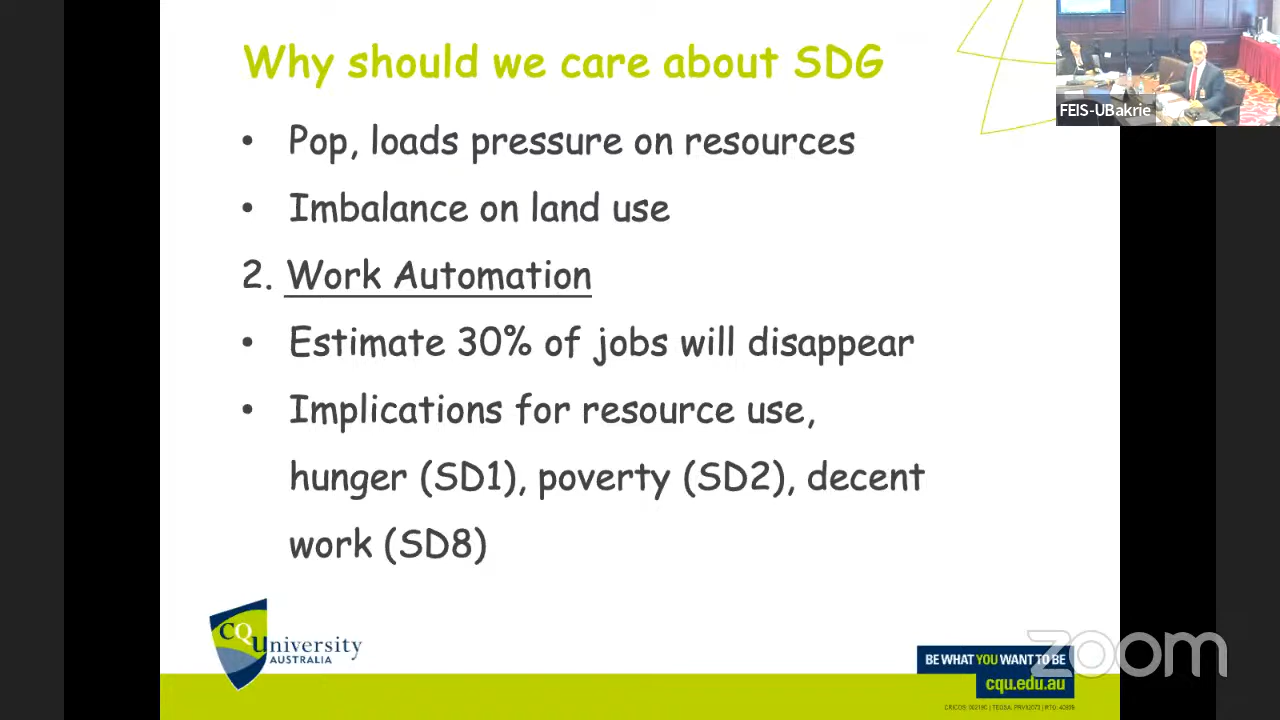 Why should we care about SDG
FEIS-UBakrie
• Pop, loads pressure on resources
• Imbalance on land use
2. Work Automation
• Estimate 30% of jobs will disappear
• Implications for resource use,
hunger (SD1), poverty (SD2), decent
work (SD8)
CQUniversity
AUSTRALIA
BE WHAT YOU WANT TO BE
cqu.edu.au
zoom